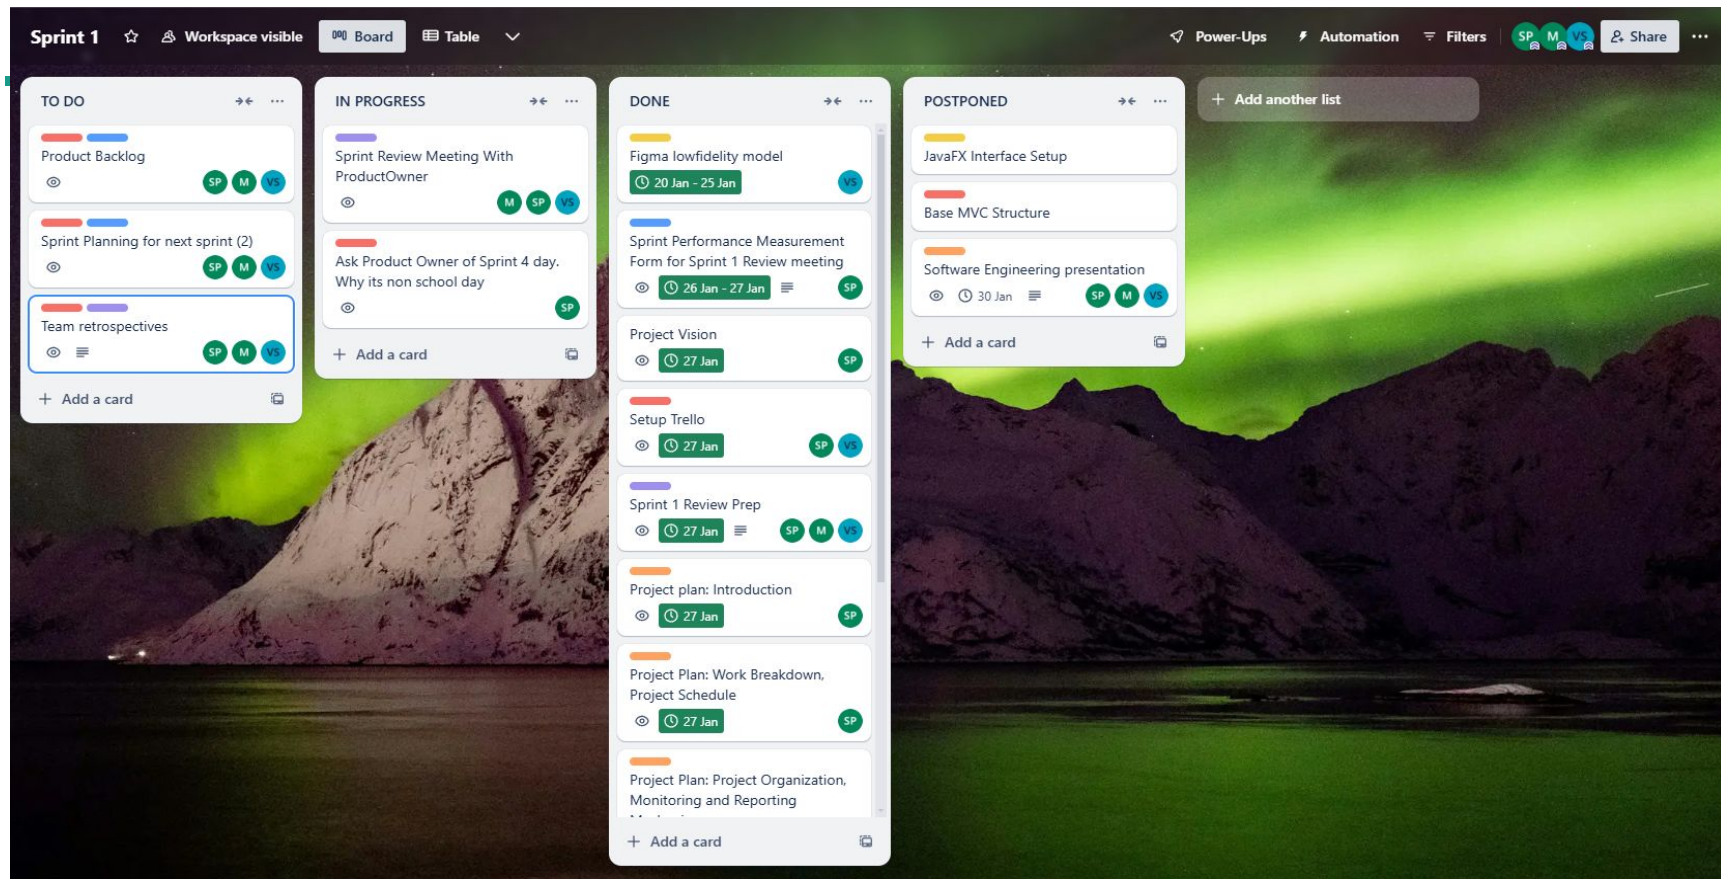 Sprint 1
Workspace visible
Board
Table
Power-Ups
Automation
Filters
SP
M
VS
Share
TO DO
Product Backlog
SP M VS
Sprint Planning for next sprint (2)
SP M VS
Team retrospectives
SP M VS
+ Add a card
IN PROGRESS
Sprint Review Meeting With
ProductOwner
M SP VS
Ask Product Owner of Sprint 4 day.
Why its non school day
SP
+ Add a card
DONE
Figma lowfidelity model
20 Jan - 25 Jan
VS
Sprint Performance Measurement
Form for Sprint 1 Review meeting
26 Jan - 27 Jan
SP
Project Vision
27 Jan
SP
Setup Trello
27 Jan
SP VS
Sprint 1 Review Prep
27 Jan
SP M VS
Project plan: Introduction
27 Jan
SP
Project Plan: Work Breakdown,
Project Schedule
27 Jan
SP
Project Plan: Project Organization,
Monitoring and Reporting
+ Add a card
POSTPONED
JavaFX Interface Setup
Base MVC Structure
Software Engineering presentation
30 Jan
SP M VS
+ Add a card
+ Add another list